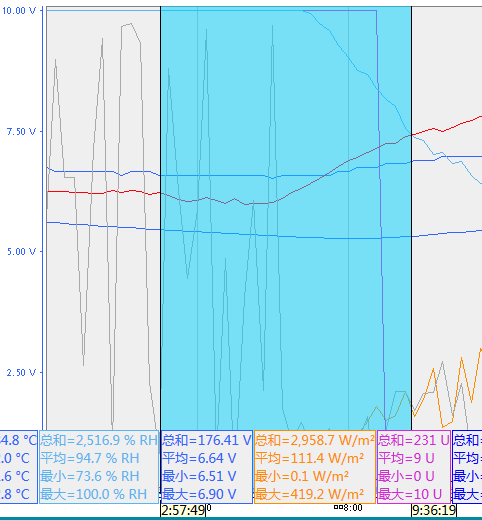 10.00 V
7.50 V
5.00 V
2.50 V
4.8 °C 总和=2,516.9 % RH 总和=176.41 V 总和=2,958.7 W/m² 总和=231 U 总和=
.0 °C 平均=94.7 % RH 平均=6.64 V 平均=111.4 W/m² 平均=9 U 平均=
.6 °C 最小=73.6 % RH 最小=6.51 V 最小=0.1 W/m² 最小=0 U 最小=
.8 °C 最大=100.0 % RH 最大=6.90 V 最大=419.2 W/m² 最大=10 U 最大=
2:57:49 0 8:00 9:36:19